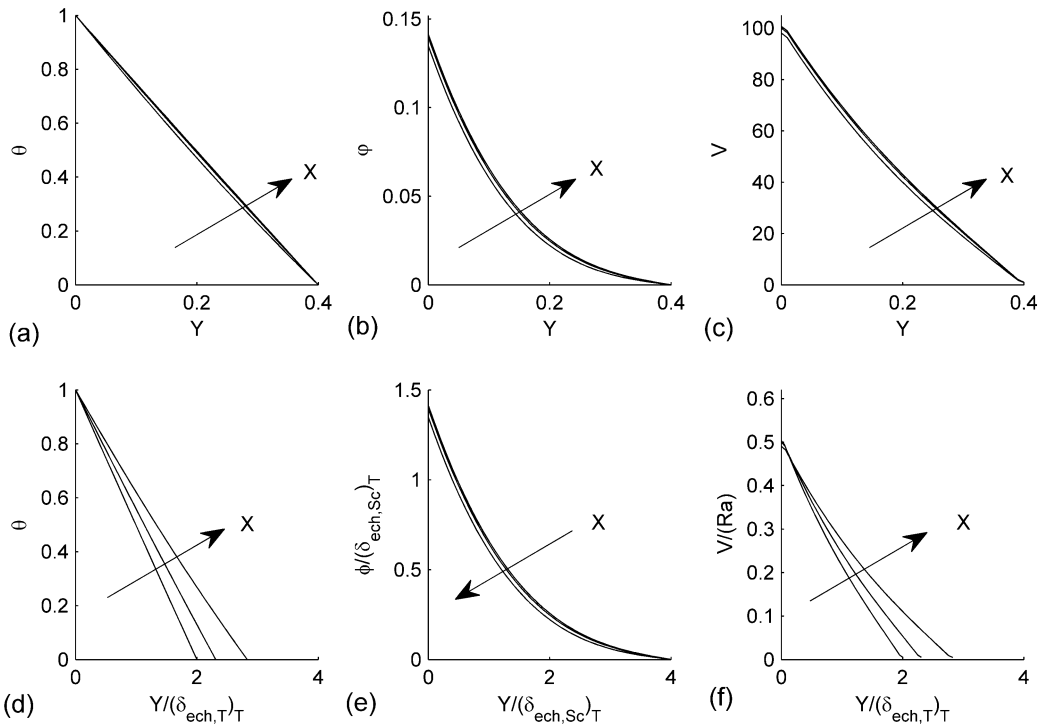 1
0.8
0.6
0.4
0.2
0
θ
X
0 0.2 0.4
Y
(a)
0.15
0.1
0.05
0
φ
X
0 0.2 0.4
Y
(b)
100
80
60
40
20
0
V
X
0 0.2 0.4
Y
(c)
1
0.8
0.6
0.4
0.2
0
θ
X
0 2 4
Y/(δech,T)T
(d)
1.5
1
0.5
0
ϕ/(δech,Sc)T
X
0 2 4
Y/(δech,Sc)T
(e)
0.6
0.5
0.4
0.3
0.2
0.1
0
V/(Ra)
X
0 2 4
Y/(δech,T)T
(f)